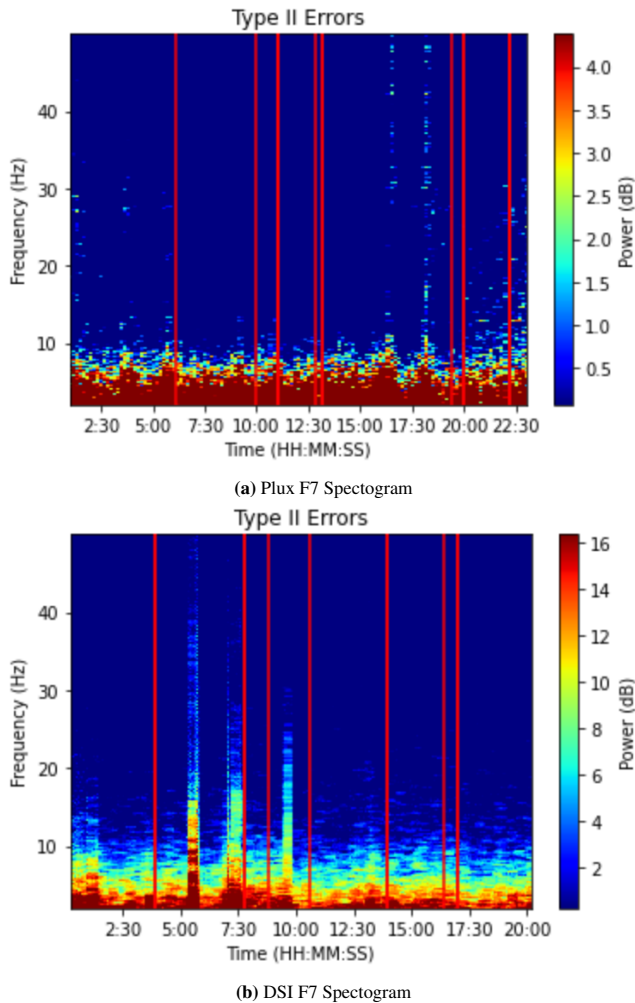 Type II Errors
40
30
20
10
Frequency (Hz)
2:30 5:00 7:30 10:00 12:30 15:00 17:30 20:00 22:30
Time (HH:MM:SS)
4.0
3.5
3.0
2.5
2.0
1.5
1.0
0.5
Power (dB)
(a) Plux F7 Spectogram
Type II Errors
40
30
20
10
Frequency (Hz)
2:30 5:00 7:30 10:00 12:30 15:00 17:30 20:00
Time (HH:MM:SS)
16
14
12
10
8
6
4
2
Power (dB)
(b) DSI F7 Spectogram